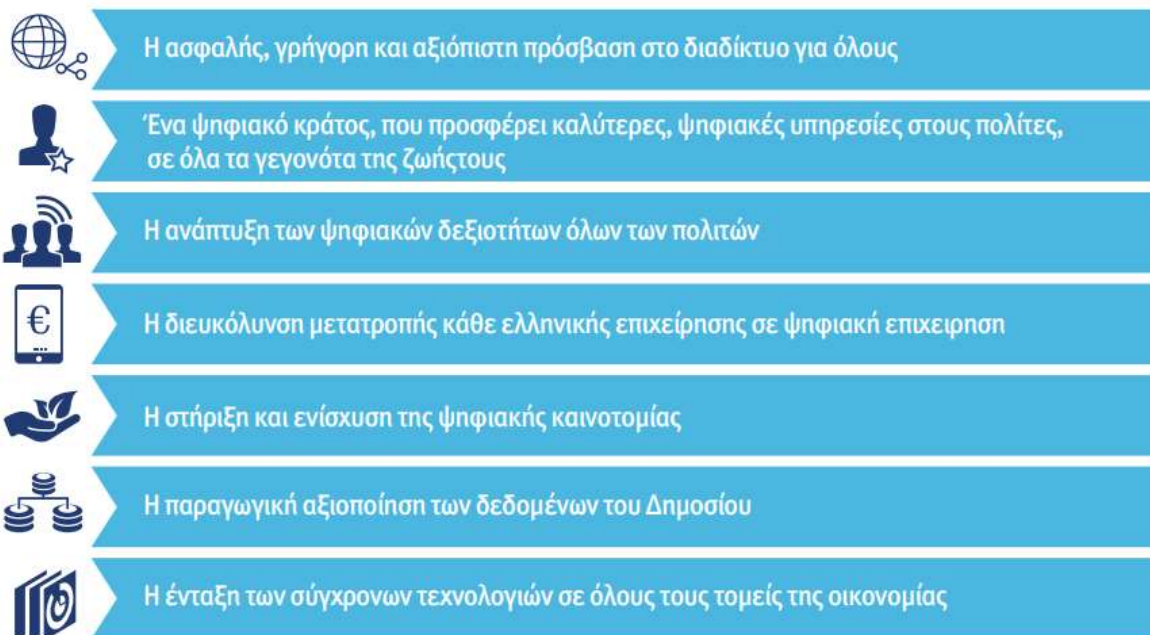 Η ασφαλής, γρήγορη και αξιόπιστη πρόσβαση στο διαδίκτυο για όλους
Ένα ψηφιακό κράτος, που προσφέρει καλύτερες, ψηφιακές υπηρεσίες στους πολίτες,
σε όλα τα γεγονότα της ζωήςτους
Η ανάπτυξη των ψηφιακών δεξιοτήτων όλων των πολιτών
€
Η διευκόλυνση μετατροπής κάθε ελληνικής επιχείρησης σε ψηφιακή επιχειρηση
Η στήριξη και ενίσχυση της ψηφιακής καινοτομίας
Η παραγωγική αξιοποίηση των δεδομένων του Δημοσίου
Η ένταξη των σύγχρονων τεχνολογιών σε όλους τους τομείς της οικονομίας